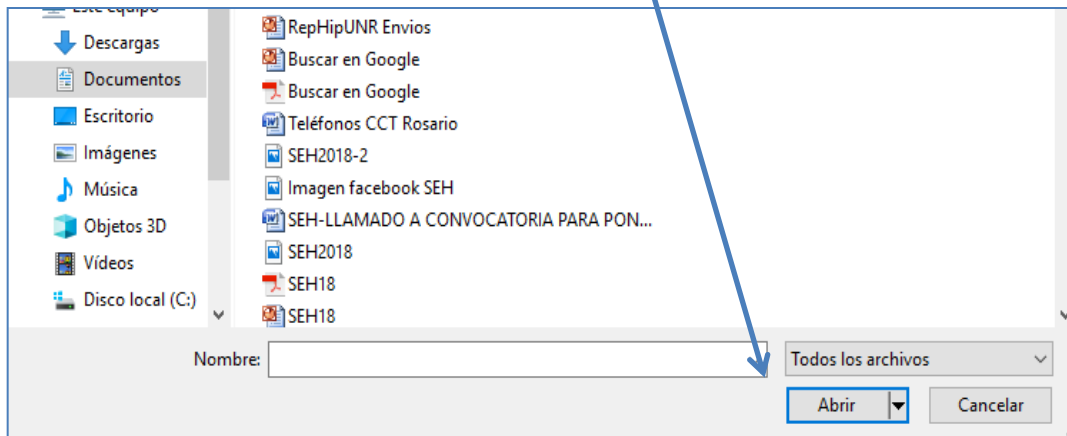 Este equipo
Descargas
Documentos
Escritorio
Imágenes
Música
Objetos 3D
Vídeos
Disco local (C:)
RepHipUNR Envios
Buscar en Google
Buscar en Google
Teléfonos CCT Rosario
SEH2018-2
Imagen facebook SEH
SEH-LLAMADO A CONVOCATORIA PARA PON...
SEH2018
SEH18
SEH18
Nombre:
Todos los archivos
Abrir
Cancelar